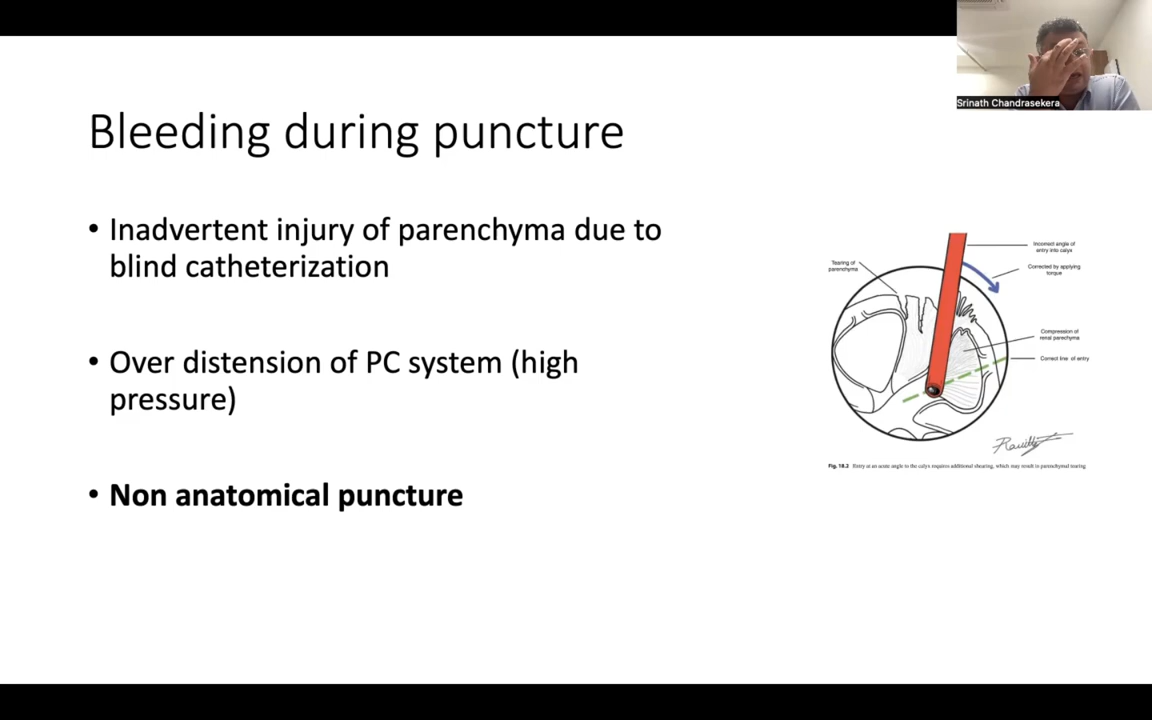 Srinath Chandrasekera
Bleeding during puncture
• Inadvertent injury of parenchyma due to
blind catheterization
• Over distension of PC system (high
pressure)
• Non anatomical puncture
Incorrect angle of
entry into calyx
Tearing of
parenchyma
Corrected by applying
torque
Compression of
renal parechyma
Correct line of entry
Fig. 18.2 Entry at an acute angle to the calyx requires additional shearing, which may result in parenchymal tearing